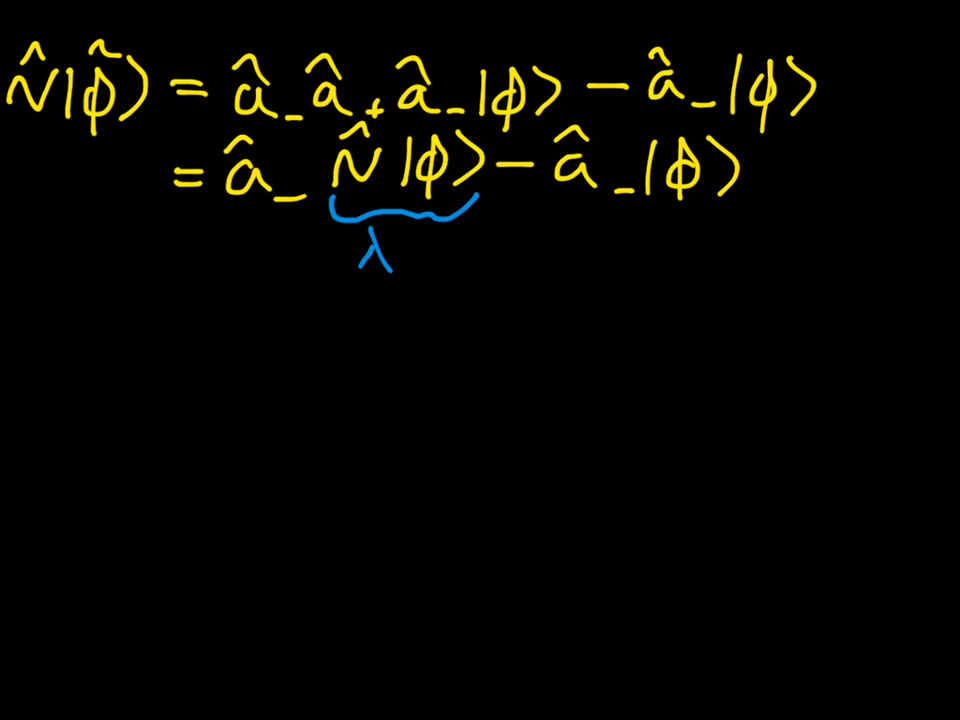 N̂|φ̃⟩ = â₋ â₊ â₋|φ⟩ − â₋|φ⟩
= â₋ N̂|φ⟩ − â₋|φ⟩
λ